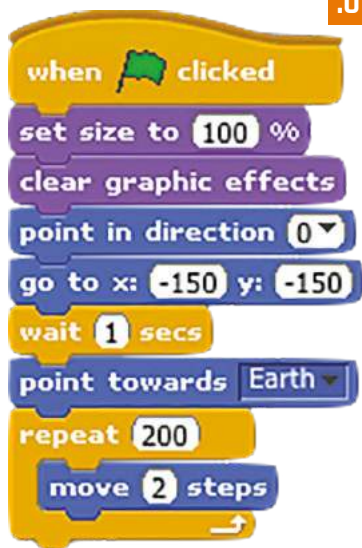 .0
when clicked
set size to 100 %
clear graphic effects
point in direction 0
go to x: -150 y: -150
wait 1 secs
point towards Earth
repeat 200
move 2 steps